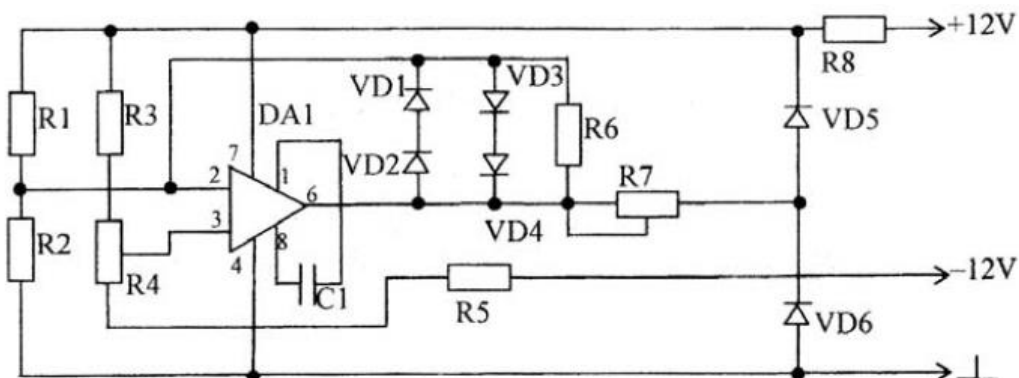 +12V
R8
VD1
VD3
R1
R3
DA1
VD5
R6
7
VD2
1
2
6
R7
3
R2
8
VD4
4
R4
C1
–12V
R5
VD6